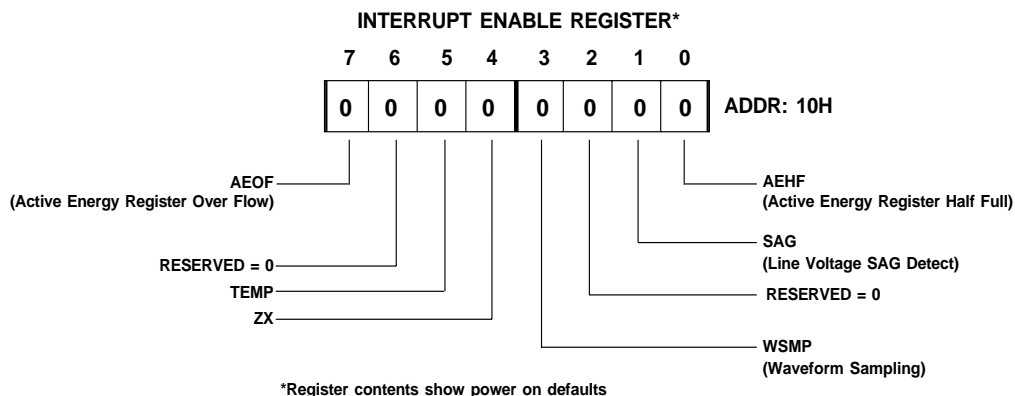 INTERRUPT ENABLE REGISTER*
7 6 5 4 3 2 1 0
0 0 0 0 0 0 0 0 ADDR: 10H
AEOF
(Active Energy Register Over Flow)
RESERVED = 0
TEMP
ZX
AEHF
(Active Energy Register Half Full)
SAG
(Line Voltage SAG Detect)
RESERVED = 0
WSMP
(Waveform Sampling)
*Register contents show power on defaults